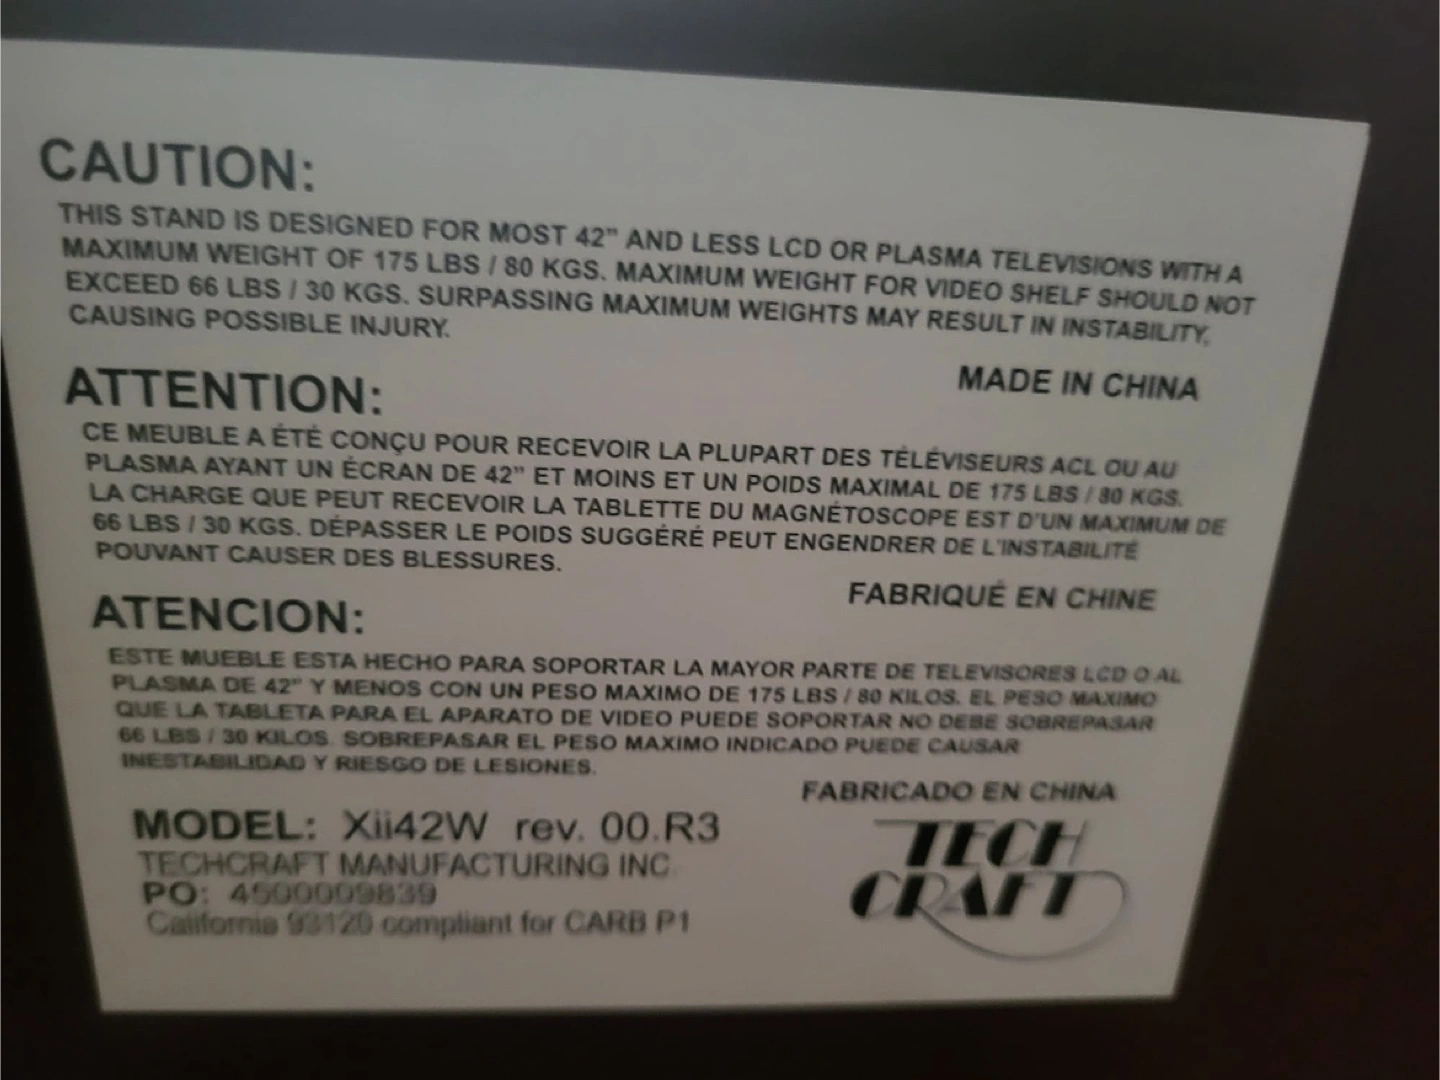 CAUTION:
THIS STAND IS DESIGNED FOR MOST 42" AND LESS LCD OR PLASMA TELEVISIONS WITH A
MAXIMUM WEIGHT OF 175 LBS / 80 KGS. MAXIMUM WEIGHT FOR VIDEO SHELF SHOULD NOT
EXCEED 66 LBS / 30 KGS. SURPASSING MAXIMUM WEIGHTS MAY RESULT IN INSTABILITY,
CAUSING POSSIBLE INJURY.
MADE IN CHINA
ATTENTION:
CE MEUBLE A ÉTÉ CONÇU POUR RECEVOIR LA PLUPART DES TÉLÉVISEURS ACL OU AU
PLASMA AYANT UN ÉCRAN DE 42" ET MOINS ET UN POIDS MAXIMAL DE 175 LBS / 80 KGS.
LA CHARGE QUE PEUT RECEVOIR LA TABLETTE DU MAGNÉTOSCOPE EST D'UN MAXIMUM DE
66 LBS / 30 KGS. DÉPASSER LE POIDS SUGGÉRÉ PEUT ENGENDRER DE L'INSTABILITÉ
POUVANT CAUSER DES BLESSURES.
FABRIQUÉ EN CHINE
ATENCION:
ESTE MUEBLE ESTA HECHO PARA SOPORTAR LA MAYOR PARTE DE TELEVISORES LCD O AL
PLASMA DE 42" Y MENOS CON UN PESO MAXIMO DE 175 LBS / 80 KILOS. EL PESO MAXIMO
QUE LA TABLETA PARA EL APARATO DE VIDEO PUEDE SOPORTAR NO DEBE SOBREPASAR
66 LBS / 30 KILOS. SOBREPASAR EL PESO MAXIMO INDICADO PUEDE CAUSAR
INESTABILIDAD Y RIESGO DE LESIONES.
FABRICADO EN CHINA
MODEL: Xii42W rev. 00.R3
TECHCRAFT MANUFACTURING INC.
PO: 4500009839
California 93120 compliant for CARB P1
TECH
CRAFT